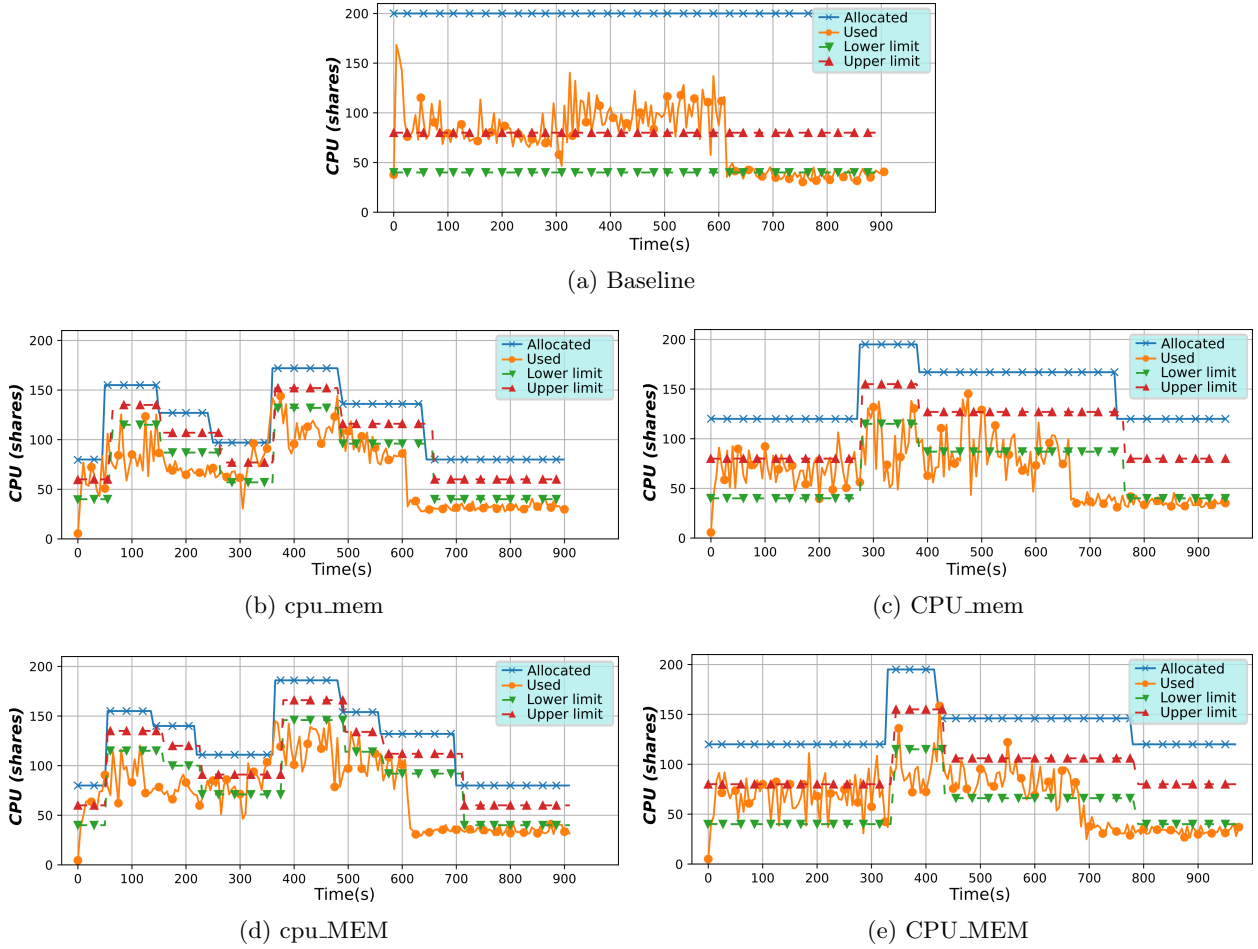 200
150
100
50
0
CPU (shares)
Allocated
Used
Lower limit
Upper limit
0 100 200 300 400 500 600 700 800 900
Time(s)
(a) Baseline
200
150
100
50
0
CPU (shares)
Allocated
Used
Lower limit
Upper limit
0 100 200 300 400 500 600 700 800 900
Time(s)
(b) cpu_mem
200
150
100
50
0
CPU (shares)
Allocated
Used
Lower limit
Upper limit
0 100 200 300 400 500 600 700 800 900
Time(s)
(c) CPU_mem
200
150
100
50
0
CPU (shares)
Allocated
Used
Lower limit
Upper limit
0 100 200 300 400 500 600 700 800 900
Time(s)
(d) cpu_MEM
200
150
100
50
0
CPU (shares)
Allocated
Used
Lower limit
Upper limit
0 100 200 300 400 500 600 700 800 900
Time(s)
(e) CPU_MEM